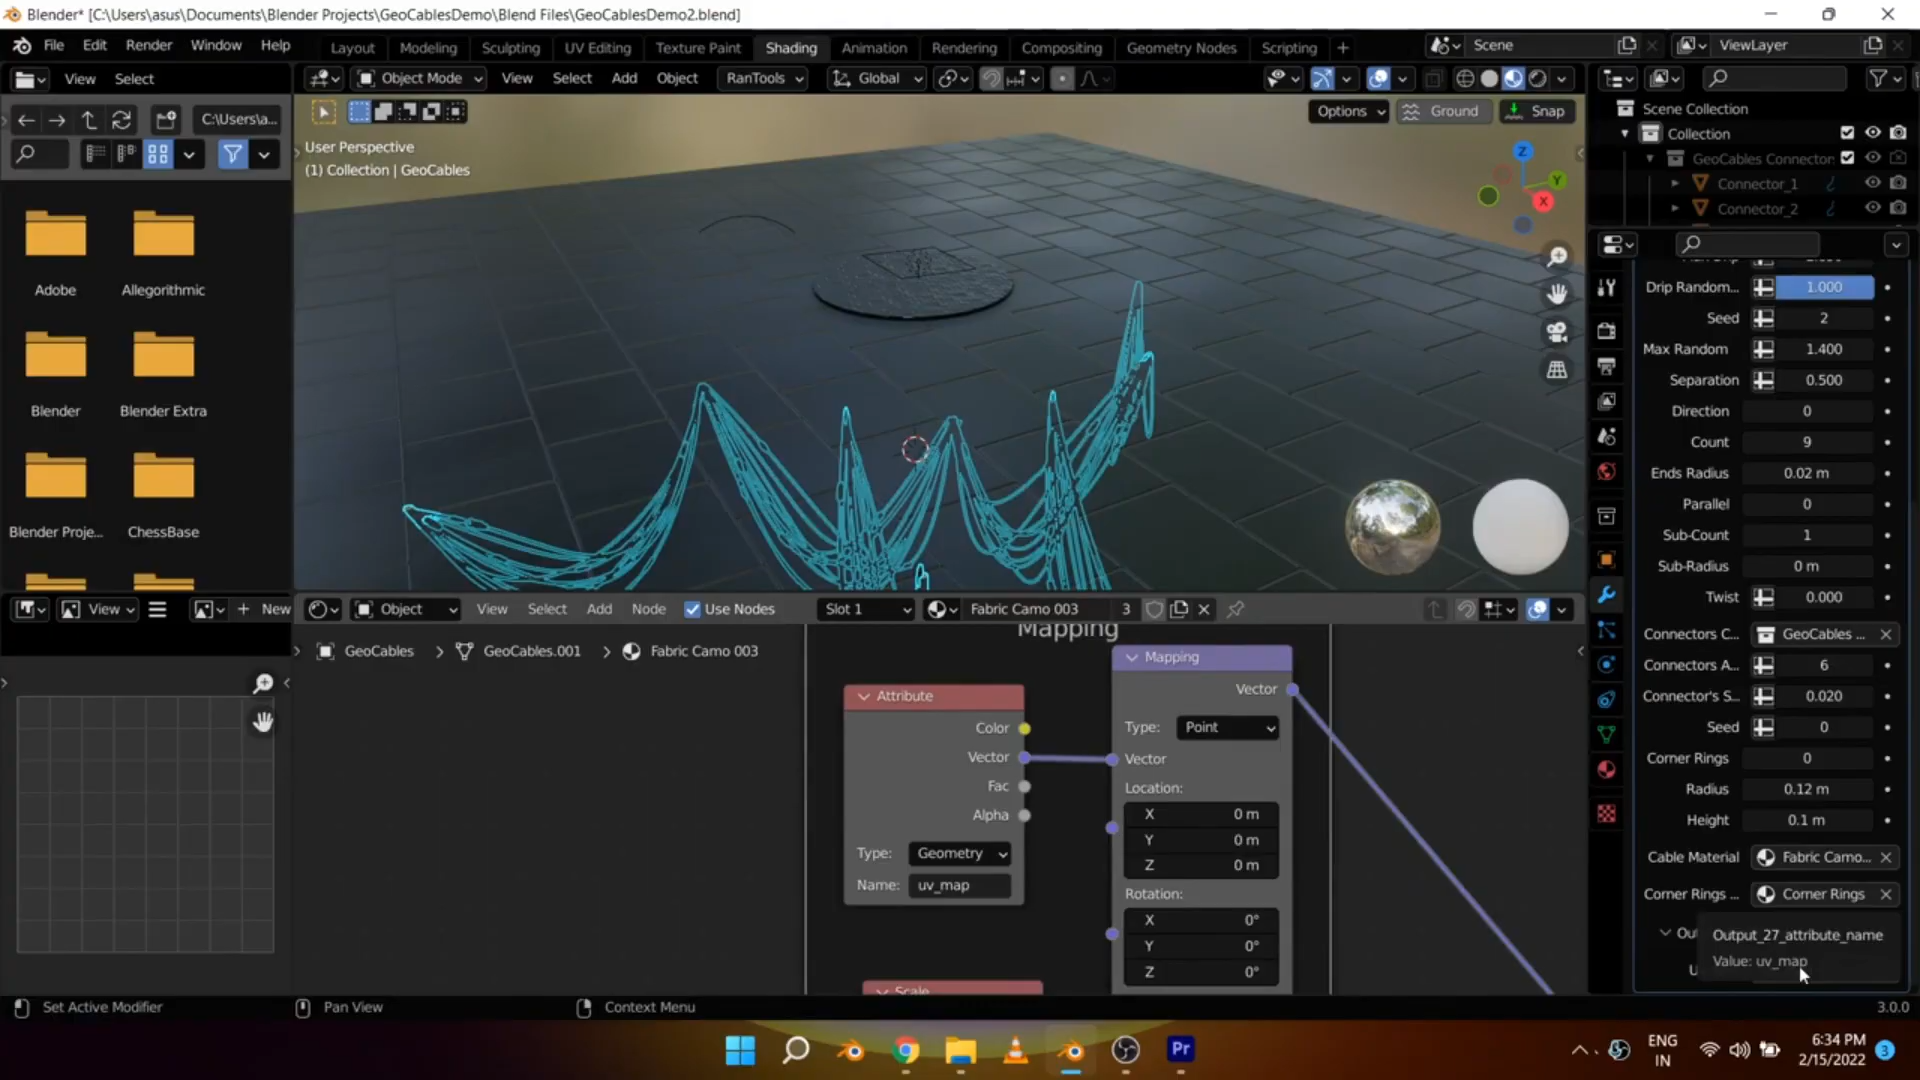 Blender* [C:\Users\asus\Documents\Blender Projects\GeoCablesDemo\Blend Files\GeoCablesDemo2.blend]
File Edit Render Window Help
Layout Modeling Sculpting UV Editing Texture Paint Shading Animation Rendering Compositing Geometry Nodes Scripting +
Scene
ViewLayer
View Select
Object Mode View Select Add Object RanTools Global
C:\Users\a...
Options Ground Snap
User Perspective
(1) Collection | GeoCables
Z
Y
X
Adobe
Allegorithmic
Blender
Blender Extra
Blender Proje...
ChessBase
Scene Collection
Collection
GeoCables Connector
Connector_1
Connector_2
Drip Random... 1.000
Seed 2
Max Random 1.400
Separation 0.500
Direction 0
Count 9
Ends Radius 0.02 m
Parallel 0
Sub-Count 1
Sub-Radius 0 m
Twist 0.000
Connectors C... GeoCables ...
Connectors A... 6
Connector's S... 0.020
Seed 0
Corner Rings 0
Radius 0.12 m
Height 0.1 m
Cable Material Fabric Camo...
Corner Rings ... Corner Rings
Ou
Output_27_attribute_name
Value: uv_map
U
View + New
Object View Select Add Node Use Nodes Slot 1 Fabric Camo 003 3
GeoCables > GeoCables.001 > Fabric Camo 003
Mapping
Attribute
Color
Vector
Fac
Alpha
Type: Geometry
Name: uv_map
Mapping
Vector
Type: Point
Vector
Location:
X 0 m
Y 0 m
Z 0 m
Rotation:
X 0°
Y 0°
Z 0°
Scale
Set Active Modifier
Pan View
Context Menu
3.0.0
Pr
ENG
IN
6:34 PM
2/15/2022
3